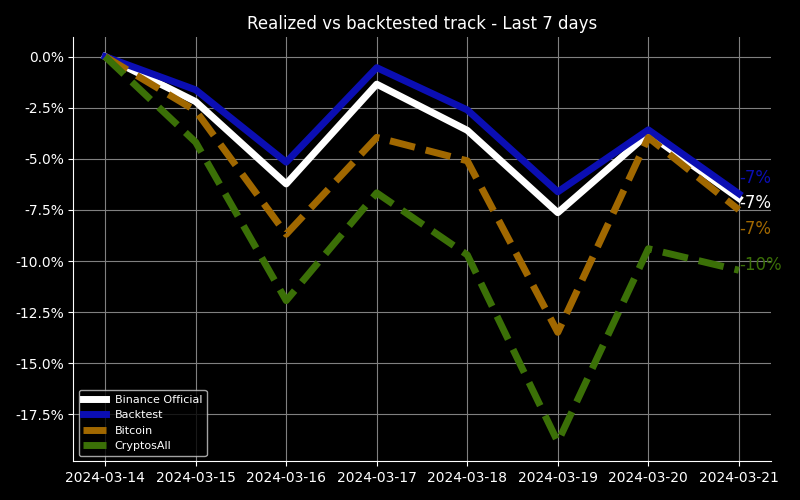 Realized vs backtested track - Last 7 days
0.0%
-2.5%
-5.0%
-7.5%
-10.0%
-12.5%
-15.0%
-17.5%
-7%
-7%
-7%
-10%
Binance Official
Backtest
Bitcoin
CryptosAll
2024-03-14 2024-03-15 2024-03-16 2024-03-17 2024-03-18 2024-03-19 2024-03-20 2024-03-21